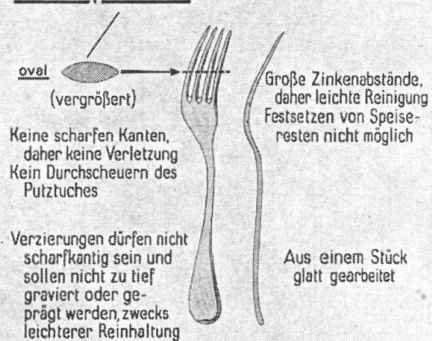 oval
(vergrößert)
Keine scharfen Kanten,
daher keine Verletzung
Kein Durchscheuern des
Putztuches
Verzierungen dürfen nicht
scharfkantig sein und
sollen nicht zu tief
graviert oder ge-
prägt werden, zwecks
leichterer Reinhaltung
Große Zinkenabstände,
daher leichte Reinigung
Festsetzen von Speise-
resten nicht möglich
Aus einem Stück
glatt gearbeitet